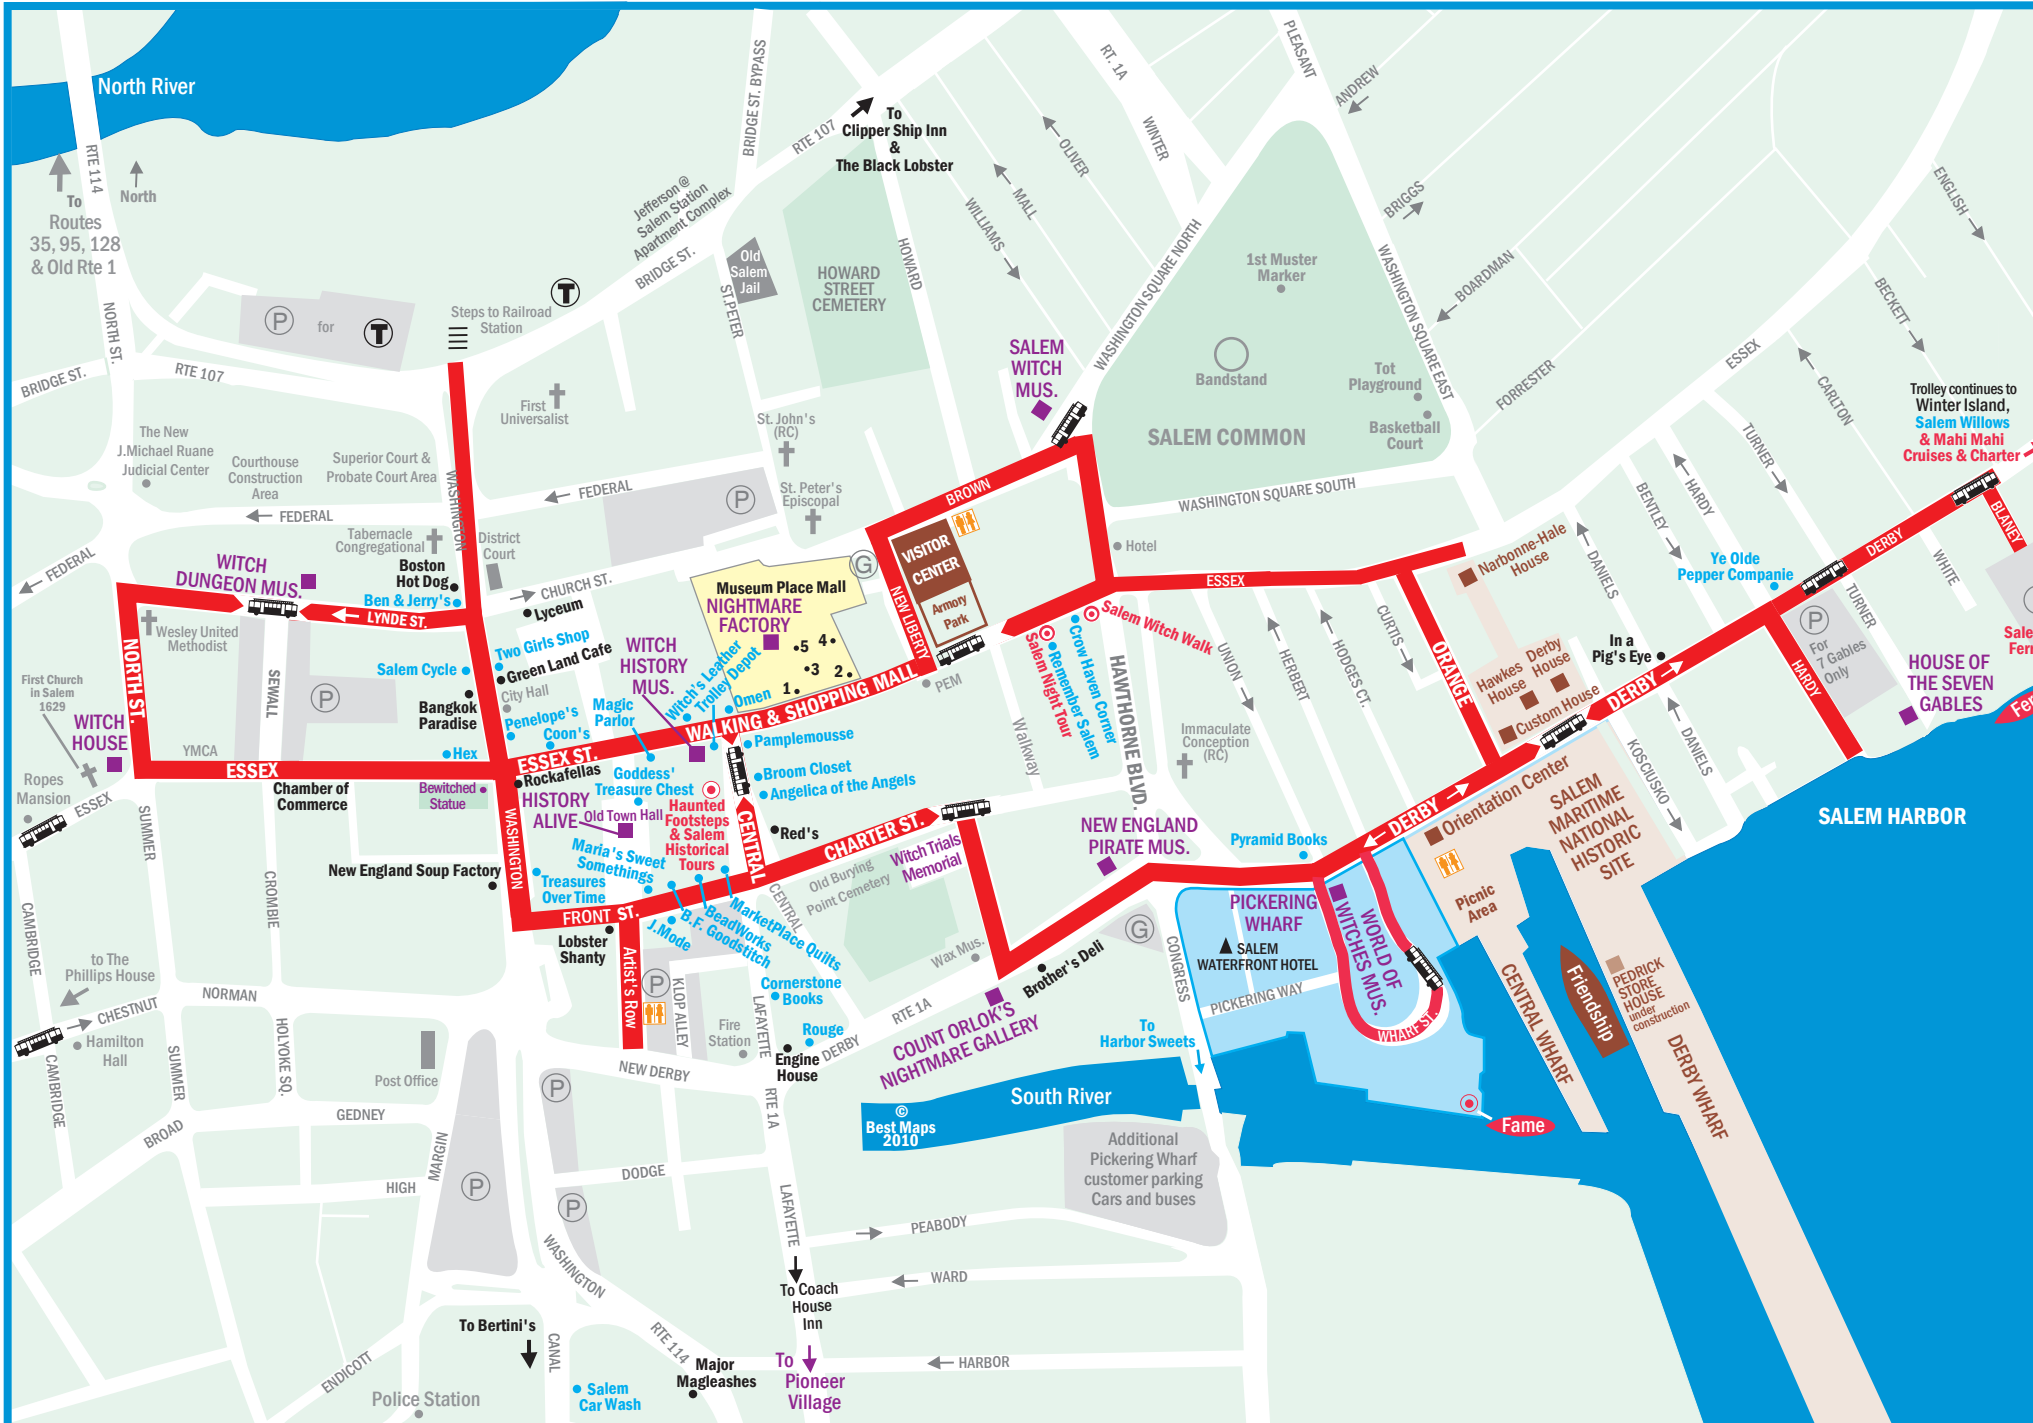 North River
RTE 114
To
Routes
35, 95, 128
& Old Rte 1
North
NORTH ST.
BRIDGE ST.
RTE 107
P
for
T
Steps to Railroad
Station
T
BRIDGE ST.
Jefferson @
Salem Station
Apartment Complex
BRIDGE ST. BYPASS
RTE 107
To
Clipper Ship Inn
&
The Black Lobster
Old
Salem
Jail
ST.PETER
HOWARD
STREET
CEMETERY
HOWARD
WILLIAMS
MALL
OLIVER
RT. 1A
WINTER
PLEASANT
ANDREW
BRIGGS
BOARDMAN
FORRESTER
ESSEX
ENGLISH
BECKETT
CARLTON
TURNER
HARDY
BENTLEY
WHITE
WASHINGTON SQUARE NORTH
WASHINGTON SQUARE EAST
WASHINGTON SQUARE SOUTH
1st Muster
Marker
Bandstand
Tot
Playground
Basketball
Court
SALEM COMMON
SALEM
WITCH
MUS.
Trolley continues to
Winter Island,
Salem Willows
& Mahi Mahi
Cruises & Charter
BLANEY
DERBY
The New
J.Michael Ruane
Judicial Center
Courthouse
Construction
Area
Superior Court &
Probate Court Area
WASHINGTON
First
Universalist
St. John's
(RC)
St. Peter's
Episcopal
P
FEDERAL
FEDERAL
FEDERAL
Tabernacle
Congregational
District
Court
CHURCH ST.
Boston
Hot Dog
Ben & Jerry's
Lyceum
WITCH
DUNGEON MUS.
LYNDE ST.
Wesley United
Methodist
NORTH ST.
SEWALL
P
YMCA
First Church
in Salem
1629
WITCH
HOUSE
Ropes
Mansion
ESSEX
ESSEX
Chamber of
Commerce
Salem Cycle
Bangkok
Paradise
Hex
Bewitched
Statue
Two Girls Shop
Green Land Cafe
City Hall
Penelope's
Coon's
Magic
Parlor
WITCH
HISTORY
MUS.
Museum Place Mall
NIGHTMARE
FACTORY
5
4
3
2
1
G
Witch's Leather
Trolley Depot
Omen
WALKING & SHOPPING MALL
ESSEX ST.
Rockafellas
Pamplemousse
Broom Closet
Angelica of the Angels
Goddess'
Treasure Chest
HISTORY
ALIVE
Old Town Hall
Haunted
Footsteps
& Salem
Historical
Tours
CENTRAL
Red's
CHARTER ST.
BROWN
VISITOR
CENTER
Armory
Park
NEW LIBERTY
PEM
Walkway
Hotel
ESSEX
Salem Witch Walk
Crow Haven Corner
Remember Salem
Salem Night Tour
HAWTHORNE BLVD.
UNION
HERBERT
HODGES CT.
CURTIS
ORANGE
Immaculate
Conception
(RC)
Narbonne-Hale
House
DANIELS
Hawkes
House
Derby
House
Custom House
DERBY
In a
Pig's Eye
Ye Olde
Pepper Companie
P
For
7 Gables
Only
TURNER
HARDY
HOUSE OF
THE SEVEN
GABLES
Sale
Fer
Fer
KOSCIUSKO
DANIELS
SALEM HARBOR
Orientation Center
SALEM
MARITIME
NATIONAL
HISTORIC
SITE
DERBY
Picnic
Area
Pyramid Books
NEW ENGLAND
PIRATE MUS.
PICKERING
WHARF
SALEM
WATERFRONT HOTEL
PICKERING WAY
WORLD OF
WITCHES MUS.
WHARF ST.
CENTRAL WHARF
Friendship
PEDRICK
STORE
HOUSE
under
construction
DERBY WHARF
Fame
G
CONGRESS
To
Harbor Sweets
South River
©
Best Maps
2010
Additional
Pickering Wharf
customer parking
Cars and buses
Witch Trials
Memorial
Old Burying
Point Cemetery
Wax Mus.
Brother's Deli
COUNT ORLOK'S
NIGHTMARE GALLERY
RTE 1A
DERBY
CENTRAL
New England Soup Factory
WASHINGTON
Treasures
Over Time
Maria's Sweet
Somethings
FRONT ST.
Lobster
Shanty
Artist's Row
J.Mode
B.F. Goodstitch
BeadWorks
MarketPlace Quilts
Cornerstone
Books
Rouge
Engine
House
Fire
Station
P
KLOP ALLEY
LAFAYETTE
NEW DERBY
RTE 1A
SUMMER
CROMBIE
CAMBRIDGE
to The
Phillips House
CHESTNUT
NORMAN
Hamilton
Hall
CAMBRIDGE
SUMMER
HOLYOKE SQ.
Post Office
GEDNEY
BROAD
MARGIN
HIGH
P
P
P
DODGE
LAFAYETTE
PEABODY
WARD
HARBOR
WASHINGTON
RTE 114
To Coach
House
Inn
To
Pioneer
Village
Major
Magleashes
To Bertini's
CANAL
Salem
Car Wash
ENDICOTT
Police Station